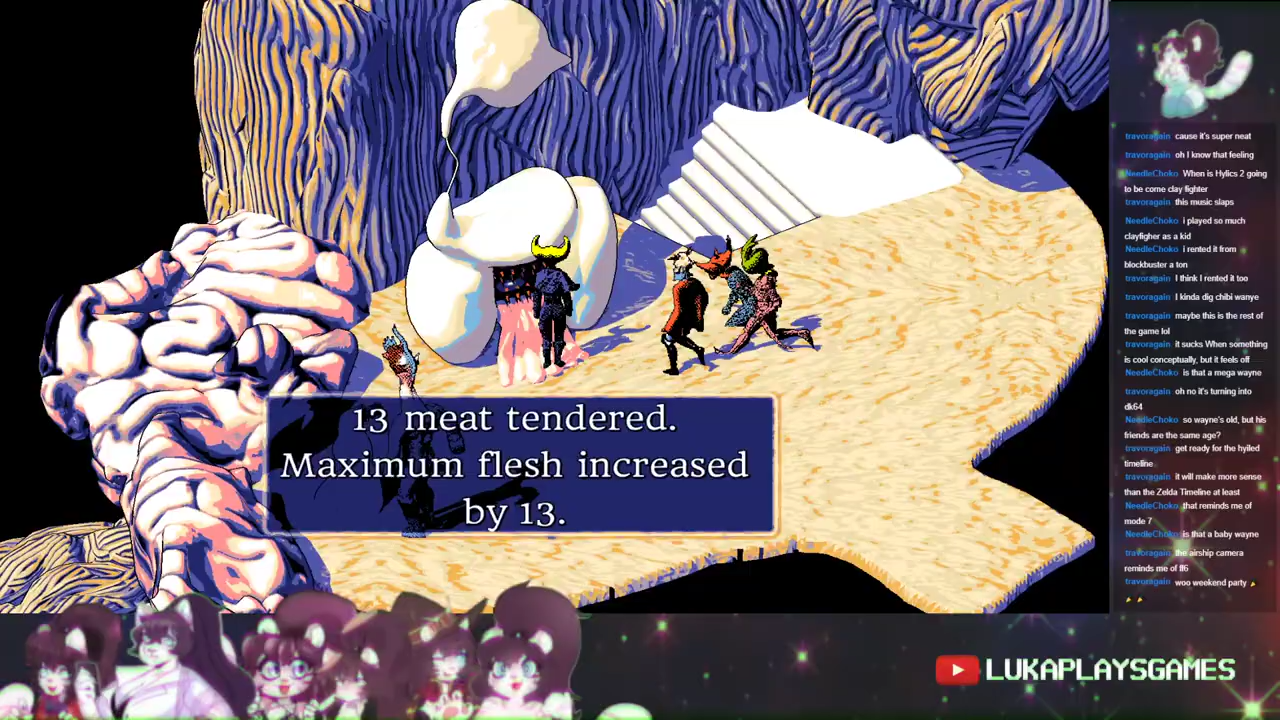 13 meat tendered.
Maximum flesh increased
by 13.
travoragain cause it's super neat
travoragain oh I know that feeling
NeedleChoko When is Hylics 2 going
to be come clay fighter
travoragain this music slaps
NeedleChoko i played so much
clayfigher as a kid
NeedleChoko i rented it from
blockbuster a ton
travoragain I think I rented it too
travoragain I kinda dig chibi wanye
travoragain maybe this is the rest of
the game lol
travoragain it sucks When something
is cool conceptually, but it feels off
NeedleChoko is that a mega wayne
travoragain oh no it's turning into
dk64
NeedleChoko so wayne's old, but his
friends are the same age?
travoragain get ready for the hyiled
timeline
travoragain it will make more sense
than the Zelda Timeline at least
NeedleChoko that reminds me of
mode 7
NeedleChoko is that a baby wayne
travoragain the airship camera
reminds me of ff6
travoragain woo weekend party
LUKAPLAYSGAMES